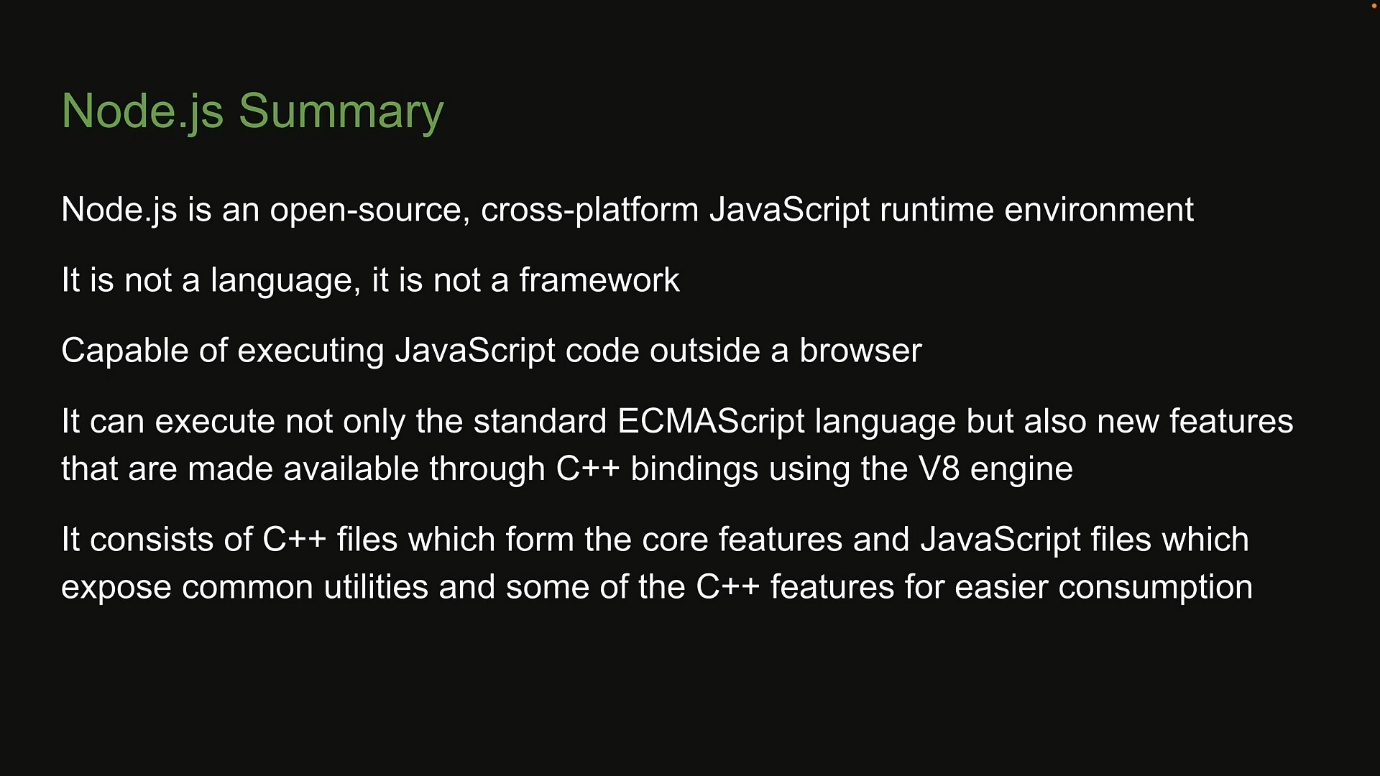 Node.js Summary
Node.js is an open-source, cross-platform JavaScript runtime environment
It is not a language, it is not a framework
Capable of executing JavaScript code outside a browser
It can execute not only the standard ECMAScript language but also new features
that are made available through C++ bindings using the V8 engine
It consists of C++ files which form the core features and JavaScript files which
expose common utilities and some of the C++ features for easier consumption